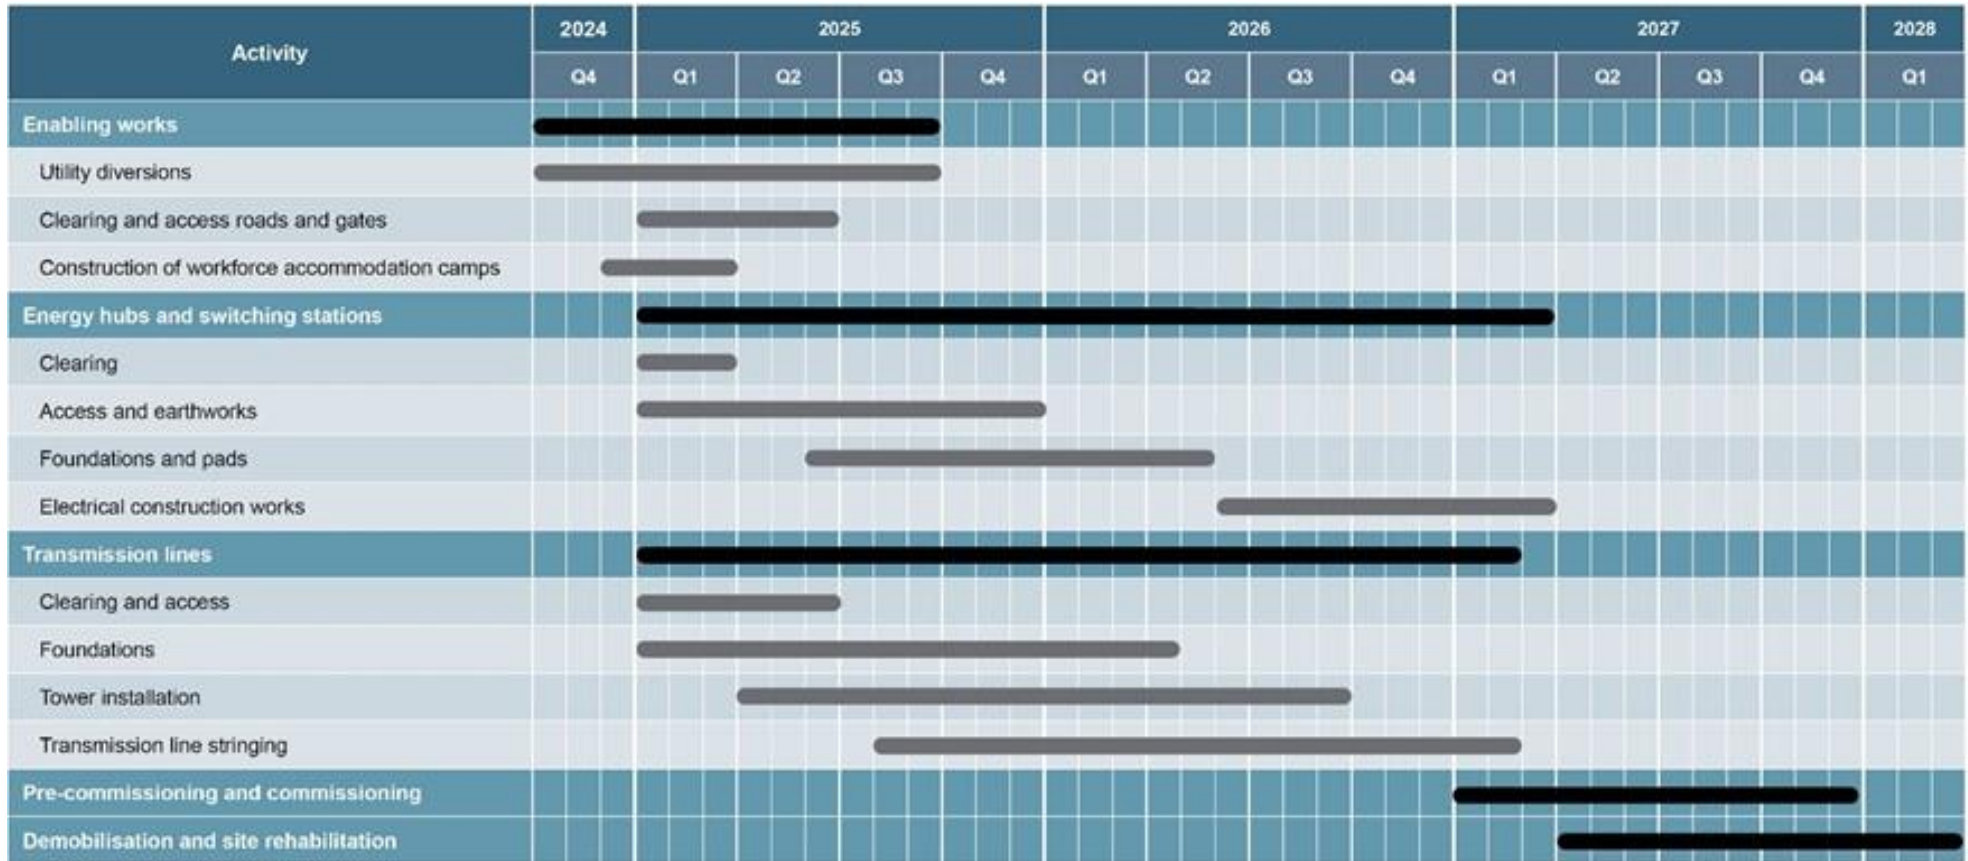 Activity
2024 2025 2026 2027 2028
Q4 Q1 Q2 Q3 Q4 Q1 Q2 Q3 Q4 Q1 Q2 Q3 Q4 Q1
Enabling works
Utility diversions
Clearing and access roads and gates
Construction of workforce accommodation camps
Energy hubs and switching stations
Clearing
Access and earthworks
Foundations and pads
Electrical construction works
Transmission lines
Clearing and access
Foundations
Tower installation
Transmission line stringing
Pre-commissioning and commissioning
Demobilisation and site rehabilitation